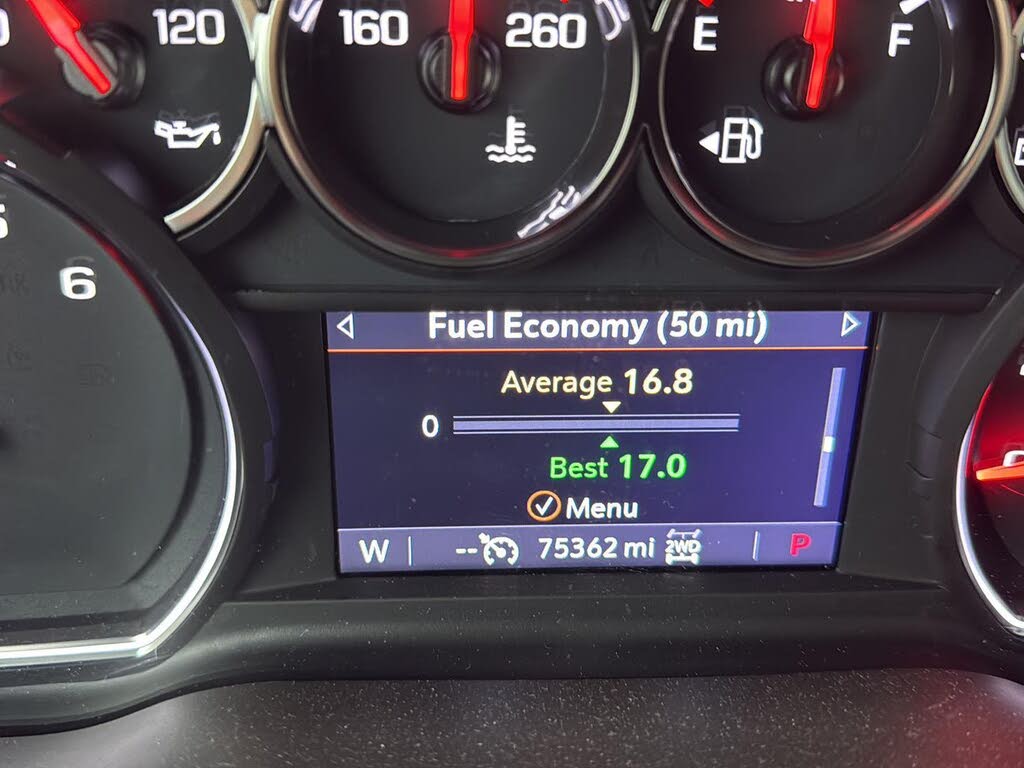 120
160
260
E
F
5
6
Fuel Economy (50 mi)
Average 16.8
0
Best 17.0
Menu
W
-- 75362 mi 2WD
P